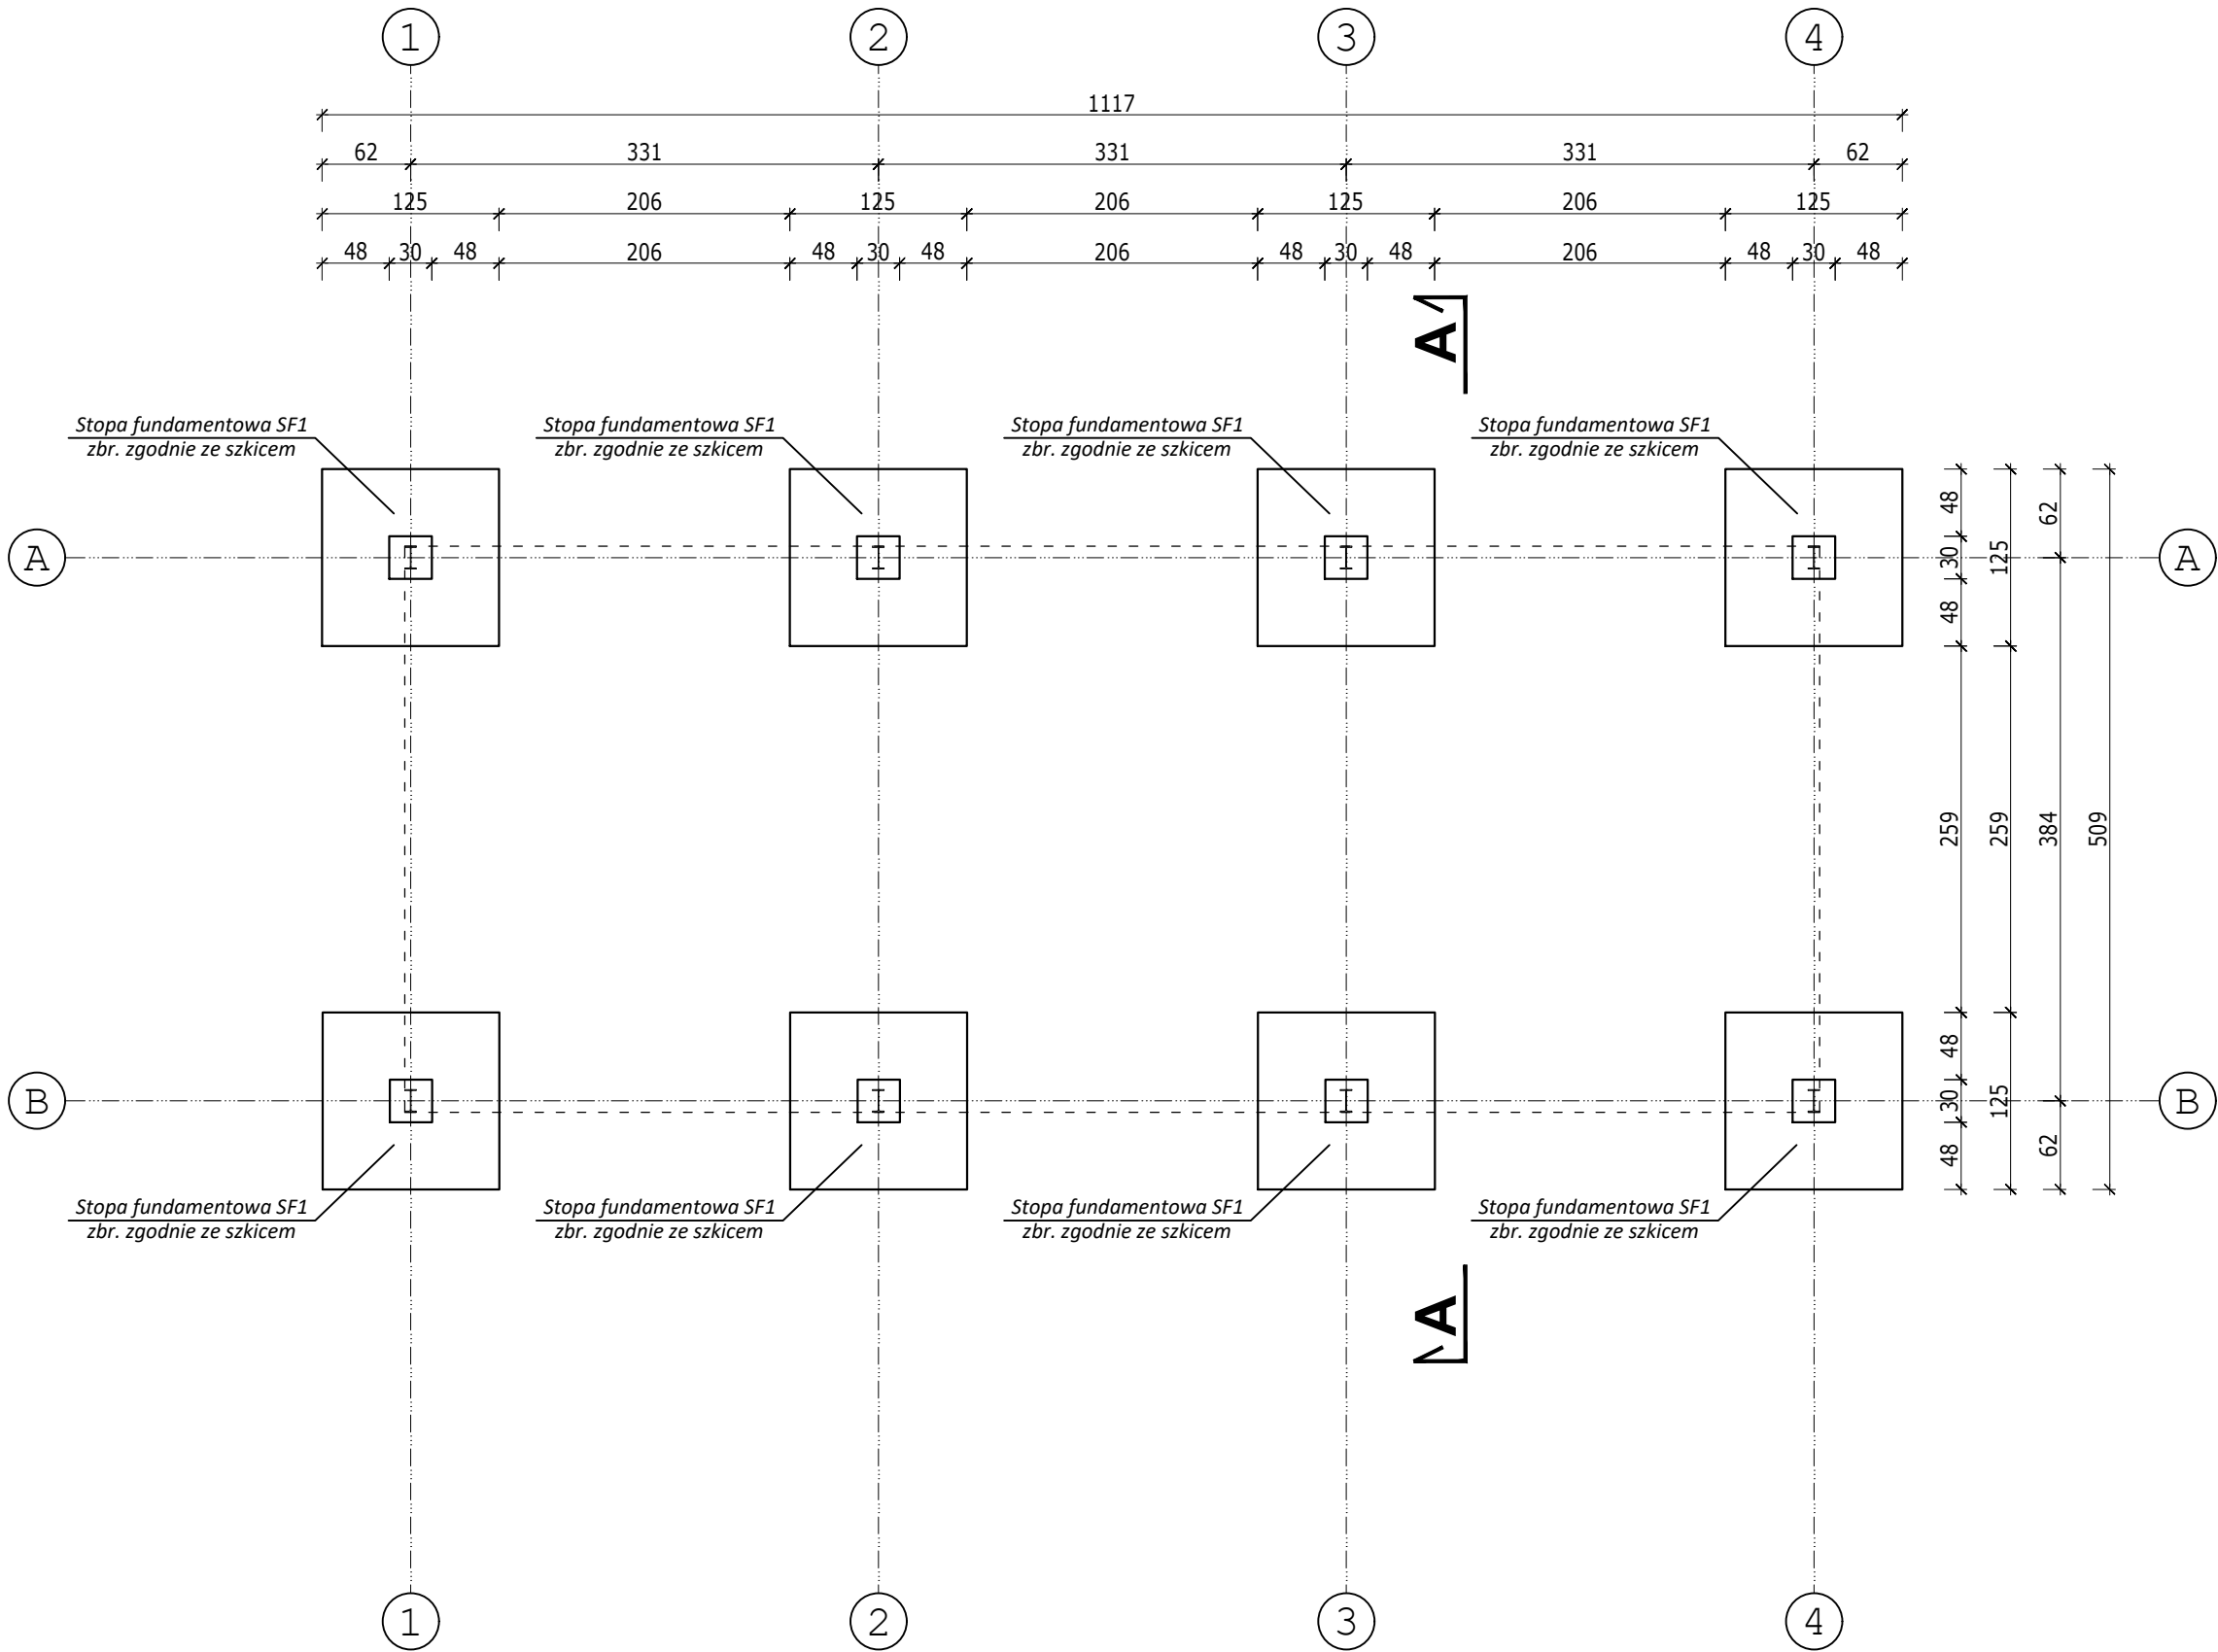 1 2 3 4
1117
62 331 331 331 62
125 206 125 206 125 206 125
48 30 48 206 48 30 48 206 48 30 48 206 48 30 48
A
Stopa fundamentowa SF1 Stopa fundamentowa SF1 Stopa fundamentowa SF1 Stopa fundamentowa SF1
zbr. zgodnie ze szkicem zbr. zgodnie ze szkicem zbr. zgodnie ze szkicem zbr. zgodnie ze szkicem
A A
48 30 48 259 48 30 48
125 259 125
62 384 62
509
B B
Stopa fundamentowa SF1 Stopa fundamentowa SF1 Stopa fundamentowa SF1 Stopa fundamentowa SF1
zbr. zgodnie ze szkicem zbr. zgodnie ze szkicem zbr. zgodnie ze szkicem zbr. zgodnie ze szkicem
A
1 2 3 4